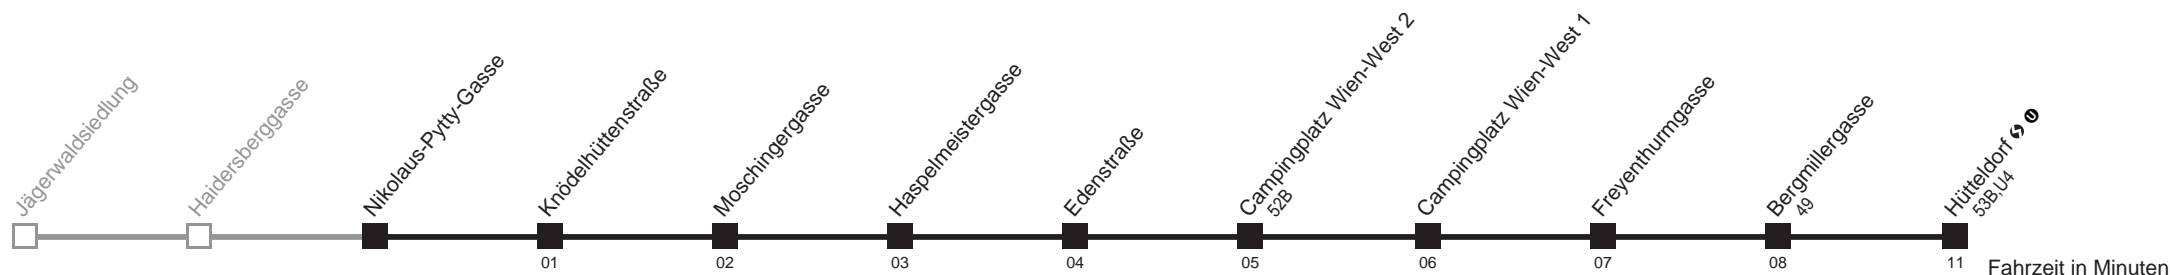 Jägerwaldsiedlung
Haidersberggasse
Nikolaus-Pytty-Gasse
Knödelhüttenstraße
Moschingergasse
Haspelmeistergasse
Edenstraße
Campingplatz Wien-West 2
52B
Campingplatz Wien-West 1
Freyenthurmgasse
Bergmillergasse
49
Hütteldorf S U
53B,U4
01
02
03
04
05
06
07
08
11
Fahrzeit in Minuten